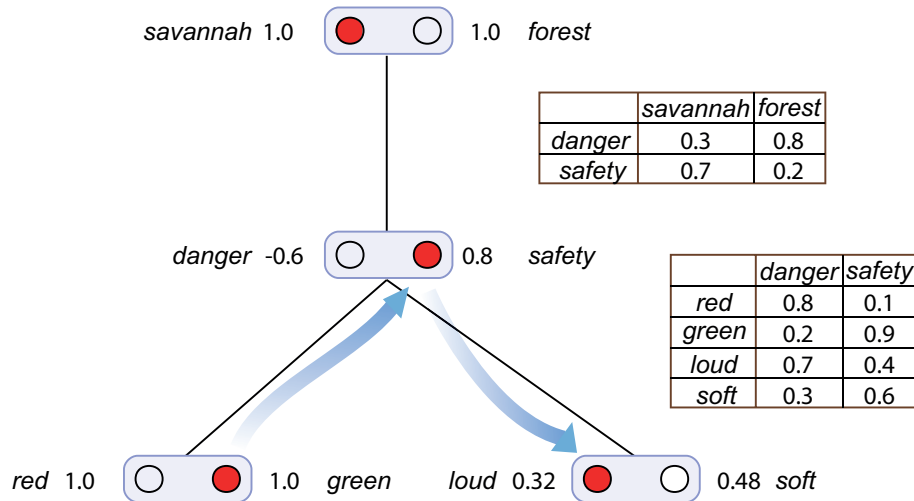 savannah 1.0 1.0 forest
savannah forest
danger 0.3 0.8
safety 0.7 0.2
danger -0.6 0.8 safety
danger safety
red 0.8 0.1
green 0.2 0.9
loud 0.7 0.4
soft 0.3 0.6
red 1.0 1.0 green loud 0.32 0.48 soft